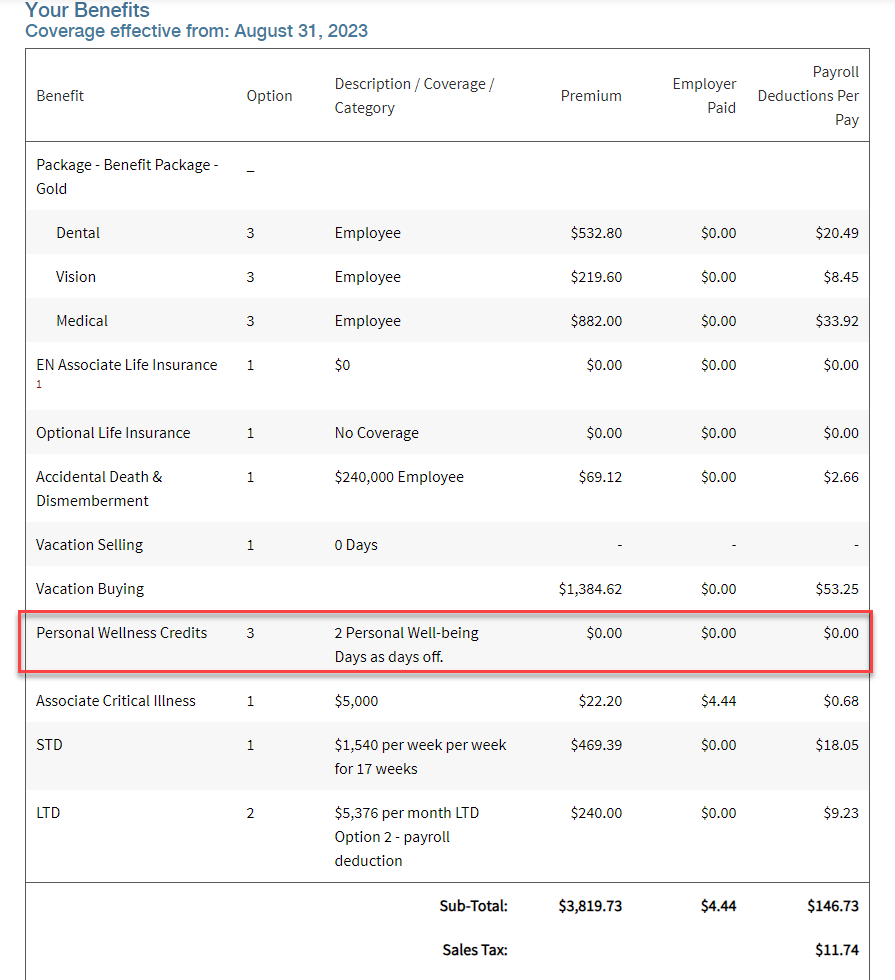 Your Benefits
Coverage effective from: August 31, 2023
Benefit Option Description / Coverage / Category Premium Employer Paid Payroll Deductions Per Pay
Package - Benefit Package - Gold _
Dental 3 Employee $532.80 $0.00 $20.49
Vision 3 Employee $219.60 $0.00 $8.45
Medical 3 Employee $882.00 $0.00 $33.92
EN Associate Life Insurance 1 1 $0 $0.00 $0.00 $0.00
Optional Life Insurance 1 No Coverage $0.00 $0.00 $0.00
Accidental Death & Dismemberment 1 $240,000 Employee $69.12 $0.00 $2.66
Vacation Selling 1 0 Days - - -
Vacation Buying $1,384.62 $0.00 $53.25
Personal Wellness Credits 3 2 Personal Well-being Days as days off. $0.00 $0.00 $0.00
Associate Critical Illness 1 $5,000 $22.20 $4.44 $0.68
STD 1 $1,540 per week per week for 17 weeks $469.39 $0.00 $18.05
LTD 2 $5,376 per month LTD Option 2 - payroll deduction $240.00 $0.00 $9.23
Sub-Total: $3,819.73 $4.44 $146.73
Sales Tax: $11.74